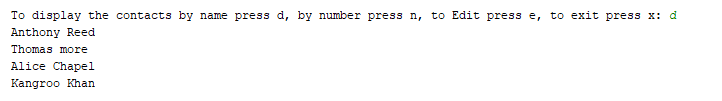 To display the contacts by name press d, by number press n, to Edit press e, to exit press x: d
Anthony Reed
Thomas more
Alice Chapel
Kangroo Khan